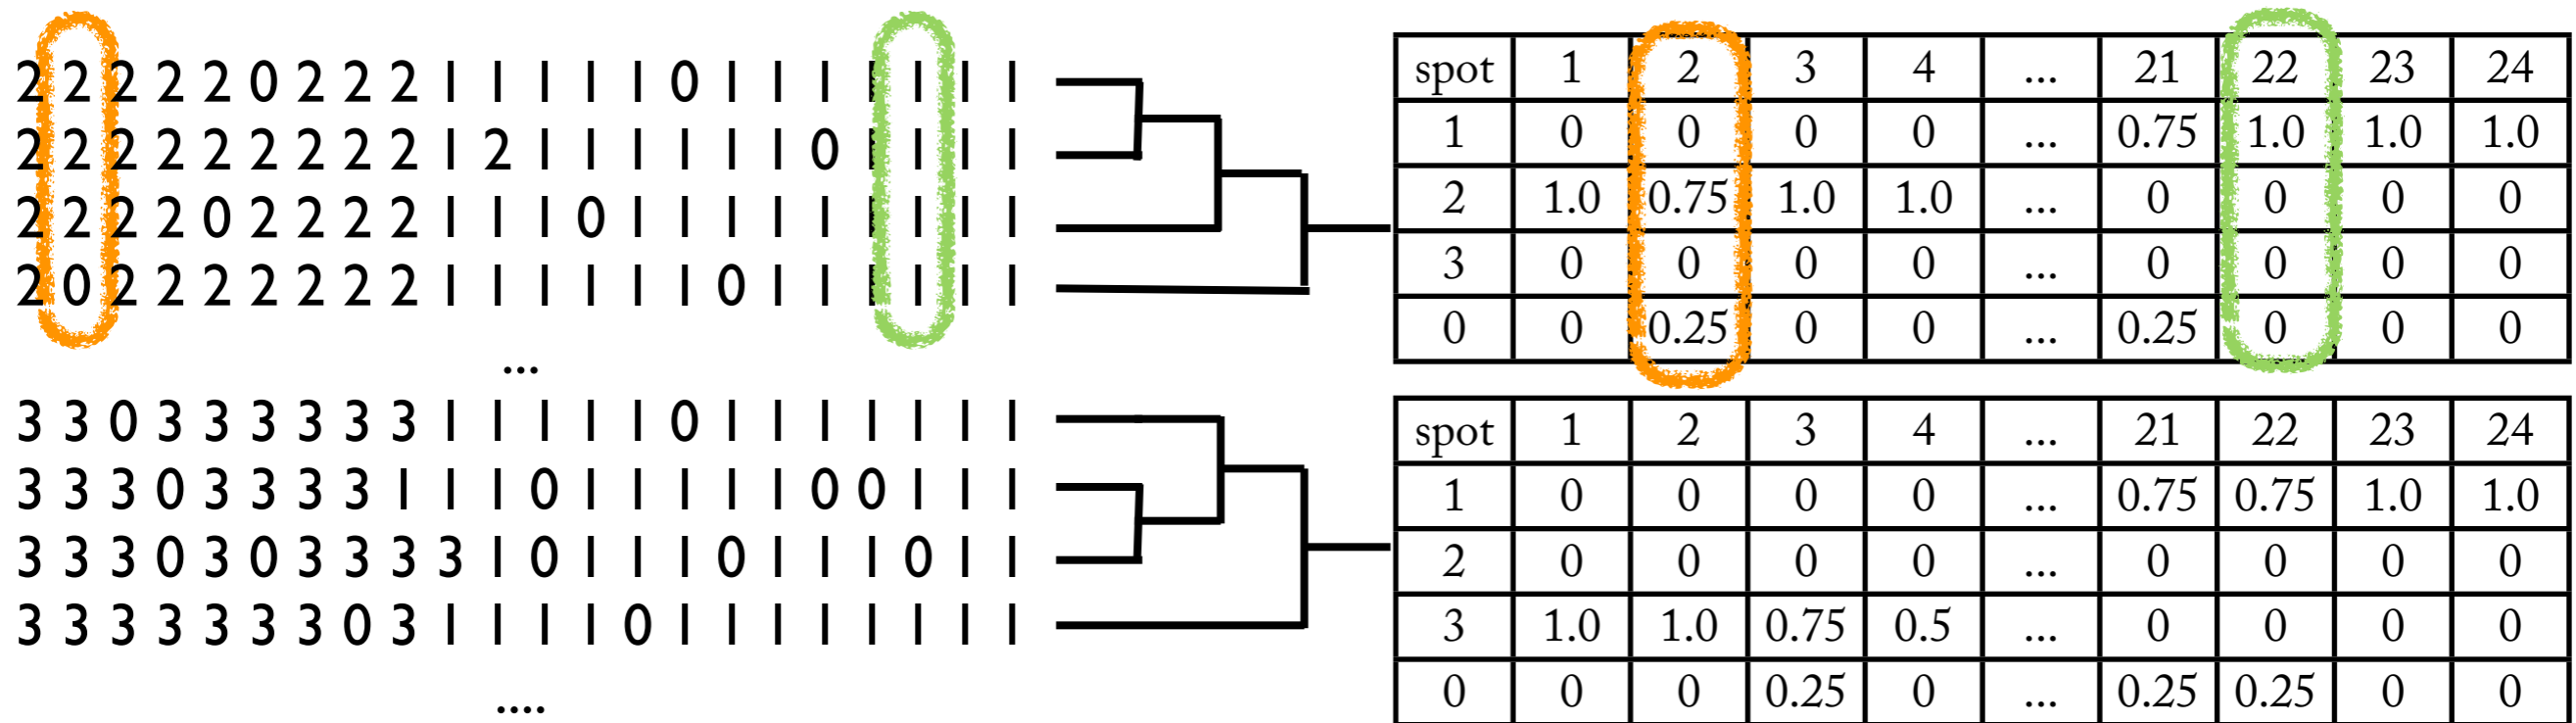 2 2 2 2 2 0 2 2 2 1 1 1 1 1 0 1 1 1 1 1 1 1
2 2 2 2 2 2 2 2 2 1 2 1 1 1 1 1 1 0 1 1 1 1
2 2 2 2 0 2 2 2 2 1 1 1 0 1 1 1 1 1 1 1 1 1
2 0 2 2 2 2 2 2 2 1 1 1 1 1 1 0 1 1 1 1 1 1
...
3 3 0 3 3 3 3 3 3 1 1 1 1 1 0 1 1 1 1 1 1 1
3 3 3 0 3 3 3 3 1 1 1 0 1 1 1 1 1 0 0 1 1 1
3 3 3 0 3 0 3 3 3 3 1 0 1 1 1 0 1 1 1 0 1 1
3 3 3 3 3 3 3 0 3 1 1 1 1 0 1 1 1 1 1 1 1 1
....
spot 1 2 3 4 ... 21 22 23 24
1 0 0 0 0 ... 0.75 1.0 1.0 1.0
2 1.0 0.75 1.0 1.0 ... 0 0 0 0
3 0 0 0 0 ... 0 0 0 0
0 0 0.25 0 0 ... 0.25 0 0 0
spot 1 2 3 4 ... 21 22 23 24
1 0 0 0 0 ... 0.75 0.75 1.0 1.0
2 0 0 0 0 ... 0 0 0 0
3 1.0 1.0 0.75 0.5 ... 0 0 0 0
0 0 0 0.25 0 ... 0.25 0.25 0 0